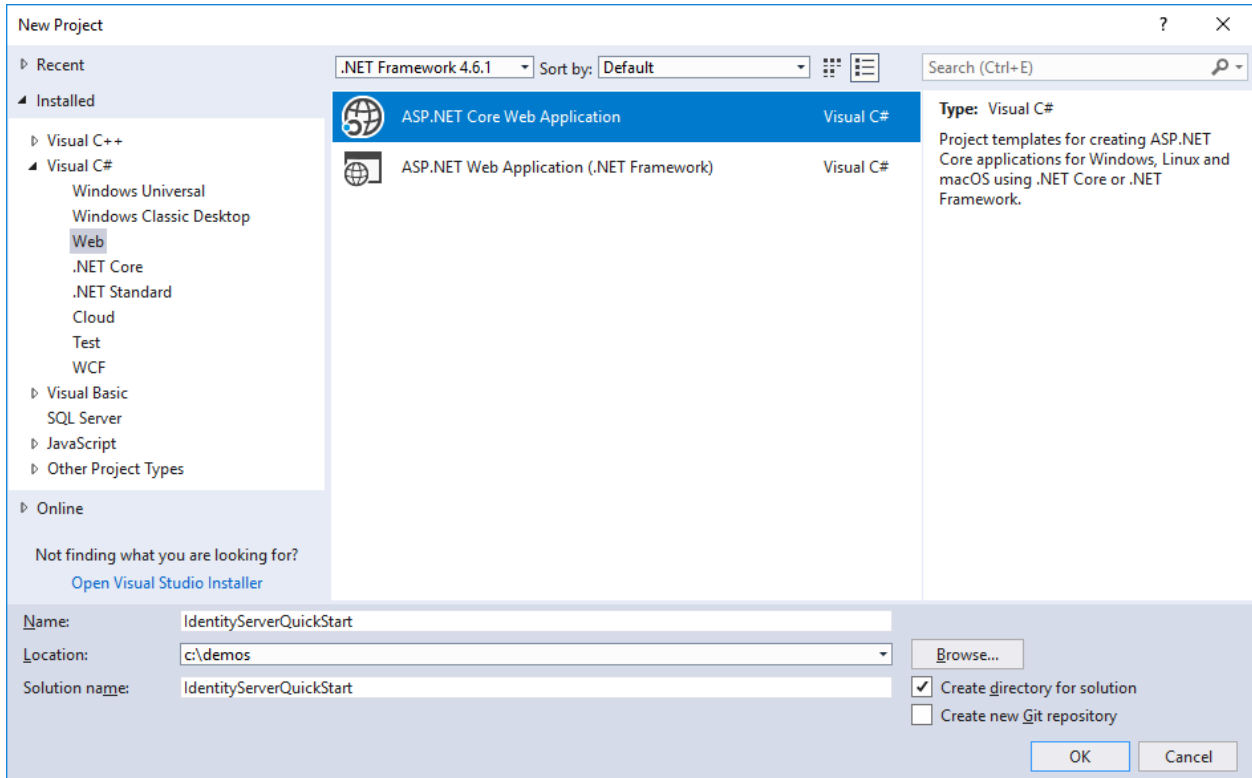 New Project
?
Recent
Installed
Visual C++
Visual C#
Windows Universal
Windows Classic Desktop
Web
.NET Core
.NET Standard
Cloud
Test
WCF
Visual Basic
SQL Server
JavaScript
Other Project Types
Online
Not finding what you are looking for?
Open Visual Studio Installer
.NET Framework 4.6.1 Sort by: Default
ASP.NET Core Web Application Visual C#
ASP.NET Web Application (.NET Framework) Visual C#
Search (Ctrl+E)
Type: Visual C#
Project templates for creating ASP.NET
Core applications for Windows, Linux and
macOS using .NET Core or .NET
Framework.
Name: IdentityServerQuickStart
Location: c:\demos
Browse...
Solution name: IdentityServerQuickStart
Create directory for solution
Create new Git repository
OK Cancel